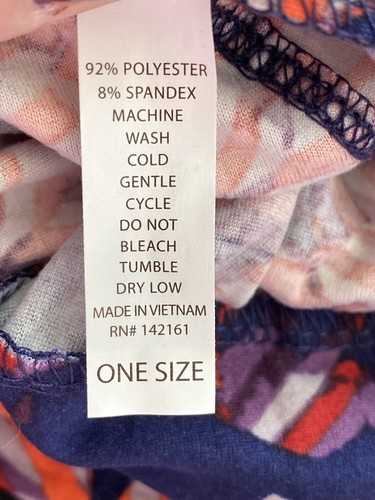 92% POLYESTER
8% SPANDEX
MACHINE
WASH
COLD
GENTLE
CYCLE
DO NOT
BLEACH
TUMBLE
DRY LOW
MADE IN VIETNAM
RN# 142161
ONE SIZE